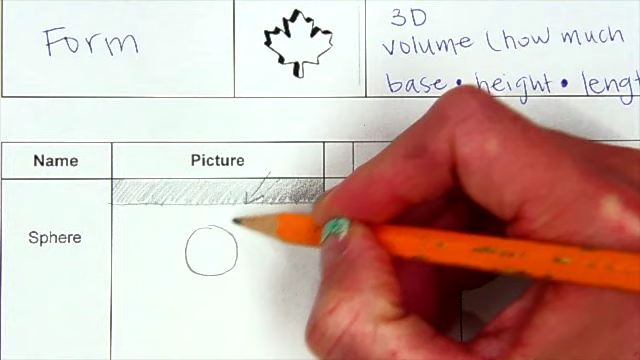 Form
3D
volume (how much
base • height • lengt
Name
Picture
Sphere